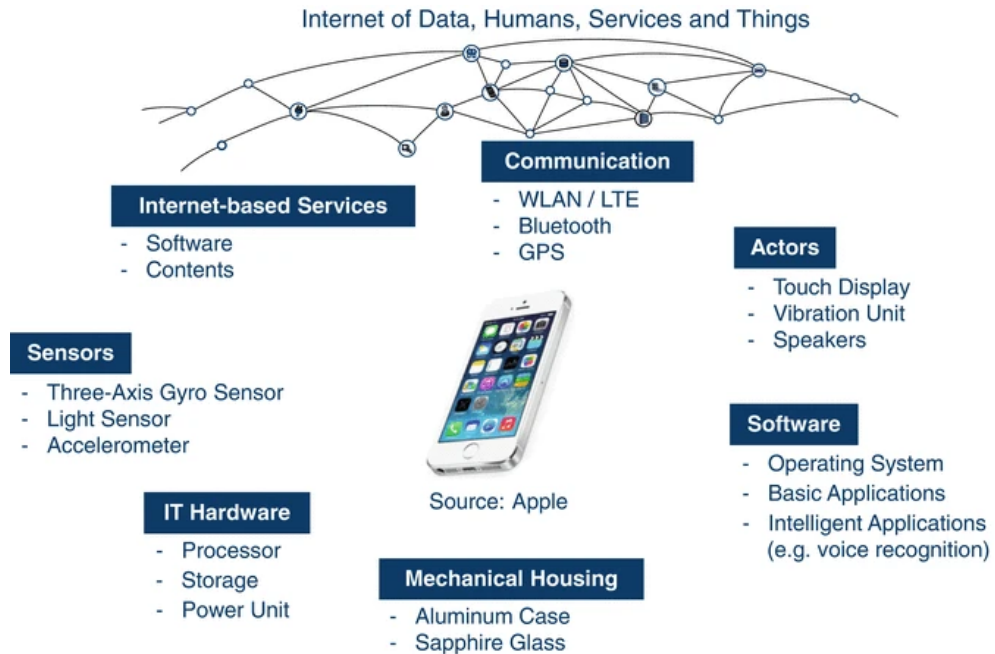 Internet of Data, Humans, Services and Things
Communication
- WLAN / LTE
- Bluetooth
- GPS
Internet-based Services
- Software
- Contents
Actors
- Touch Display
- Vibration Unit
- Speakers
Sensors
- Three-Axis Gyro Sensor
- Light Sensor
- Accelerometer
Software
- Operating System
- Basic Applications
- Intelligent Applications
(e.g. voice recognition)
Source: Apple
IT Hardware
- Processor
- Storage
- Power Unit
Mechanical Housing
- Aluminum Case
- Sapphire Glass